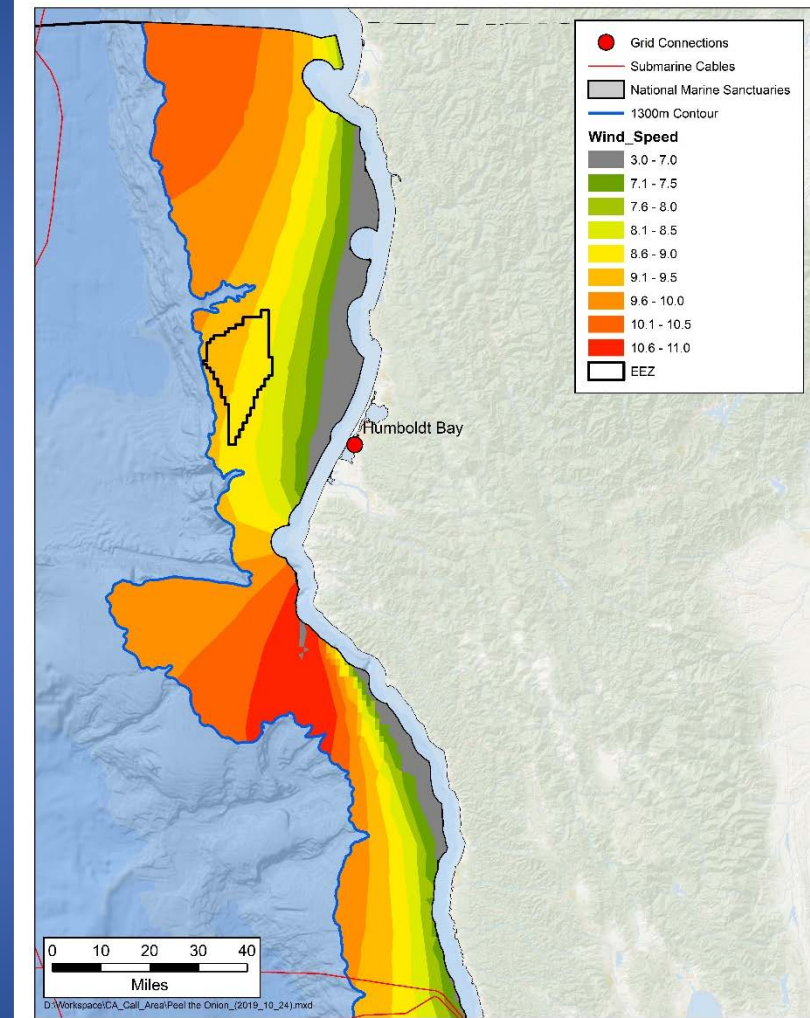 Grid Connections
Submarine Cables
National Marine Sanctuaries
1300m Contour
Wind_Speed
3.0 - 7.0
7.1 - 7.5
7.6 - 8.0
8.1 - 8.5
8.6 - 9.0
9.1 - 9.5
9.6 - 10.0
10.1 - 10.5
10.6 - 11.0
EEZ
Humboldt Bay
0 10 20 30 40
Miles
D:\Workspace\CA_Call_Area\Peel the Onion_(2019_10_24).mxd